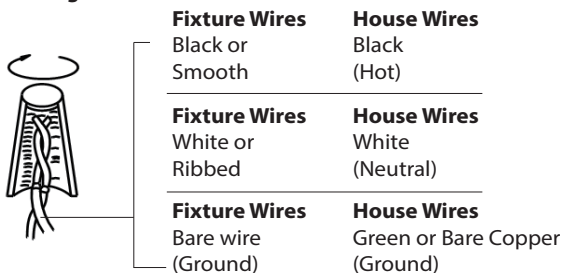 Fixture Wires House Wires
Black or Black
Smooth (Hot)
Fixture Wires House Wires
White or White
Ribbed (Neutral)
Fixture Wires House Wires
Bare wire Green or Bare Copper
(Ground) (Ground)